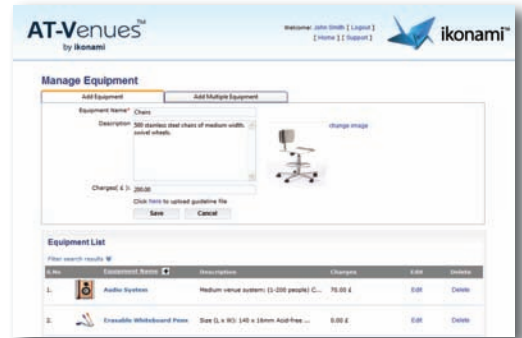 AT-Venues™
by ikonami
Welcome: John Smith [ Logout ]
[ Home ] [ Support ]
ikonami™
Manage Equipment
Add Equipment
Add Multiple Equipment
Equipment Name* Chairs
Description 500 stainless steel chairs of medium width, swivel wheels.
change image
Charges( £ ): 200.00
Click here to upload guideline file
Save Cancel
Equipment List
Filter search results
S.No Equipment Name Description Charges Edit Delete
1. Audio System Medium venue system: (1-200 people) C... 70.00 £ Edit Delete
2. Erasable Whiteboard Pens Size (L x W): 140 x 16mm Acid-free ... 0.00 £ Edit Delete